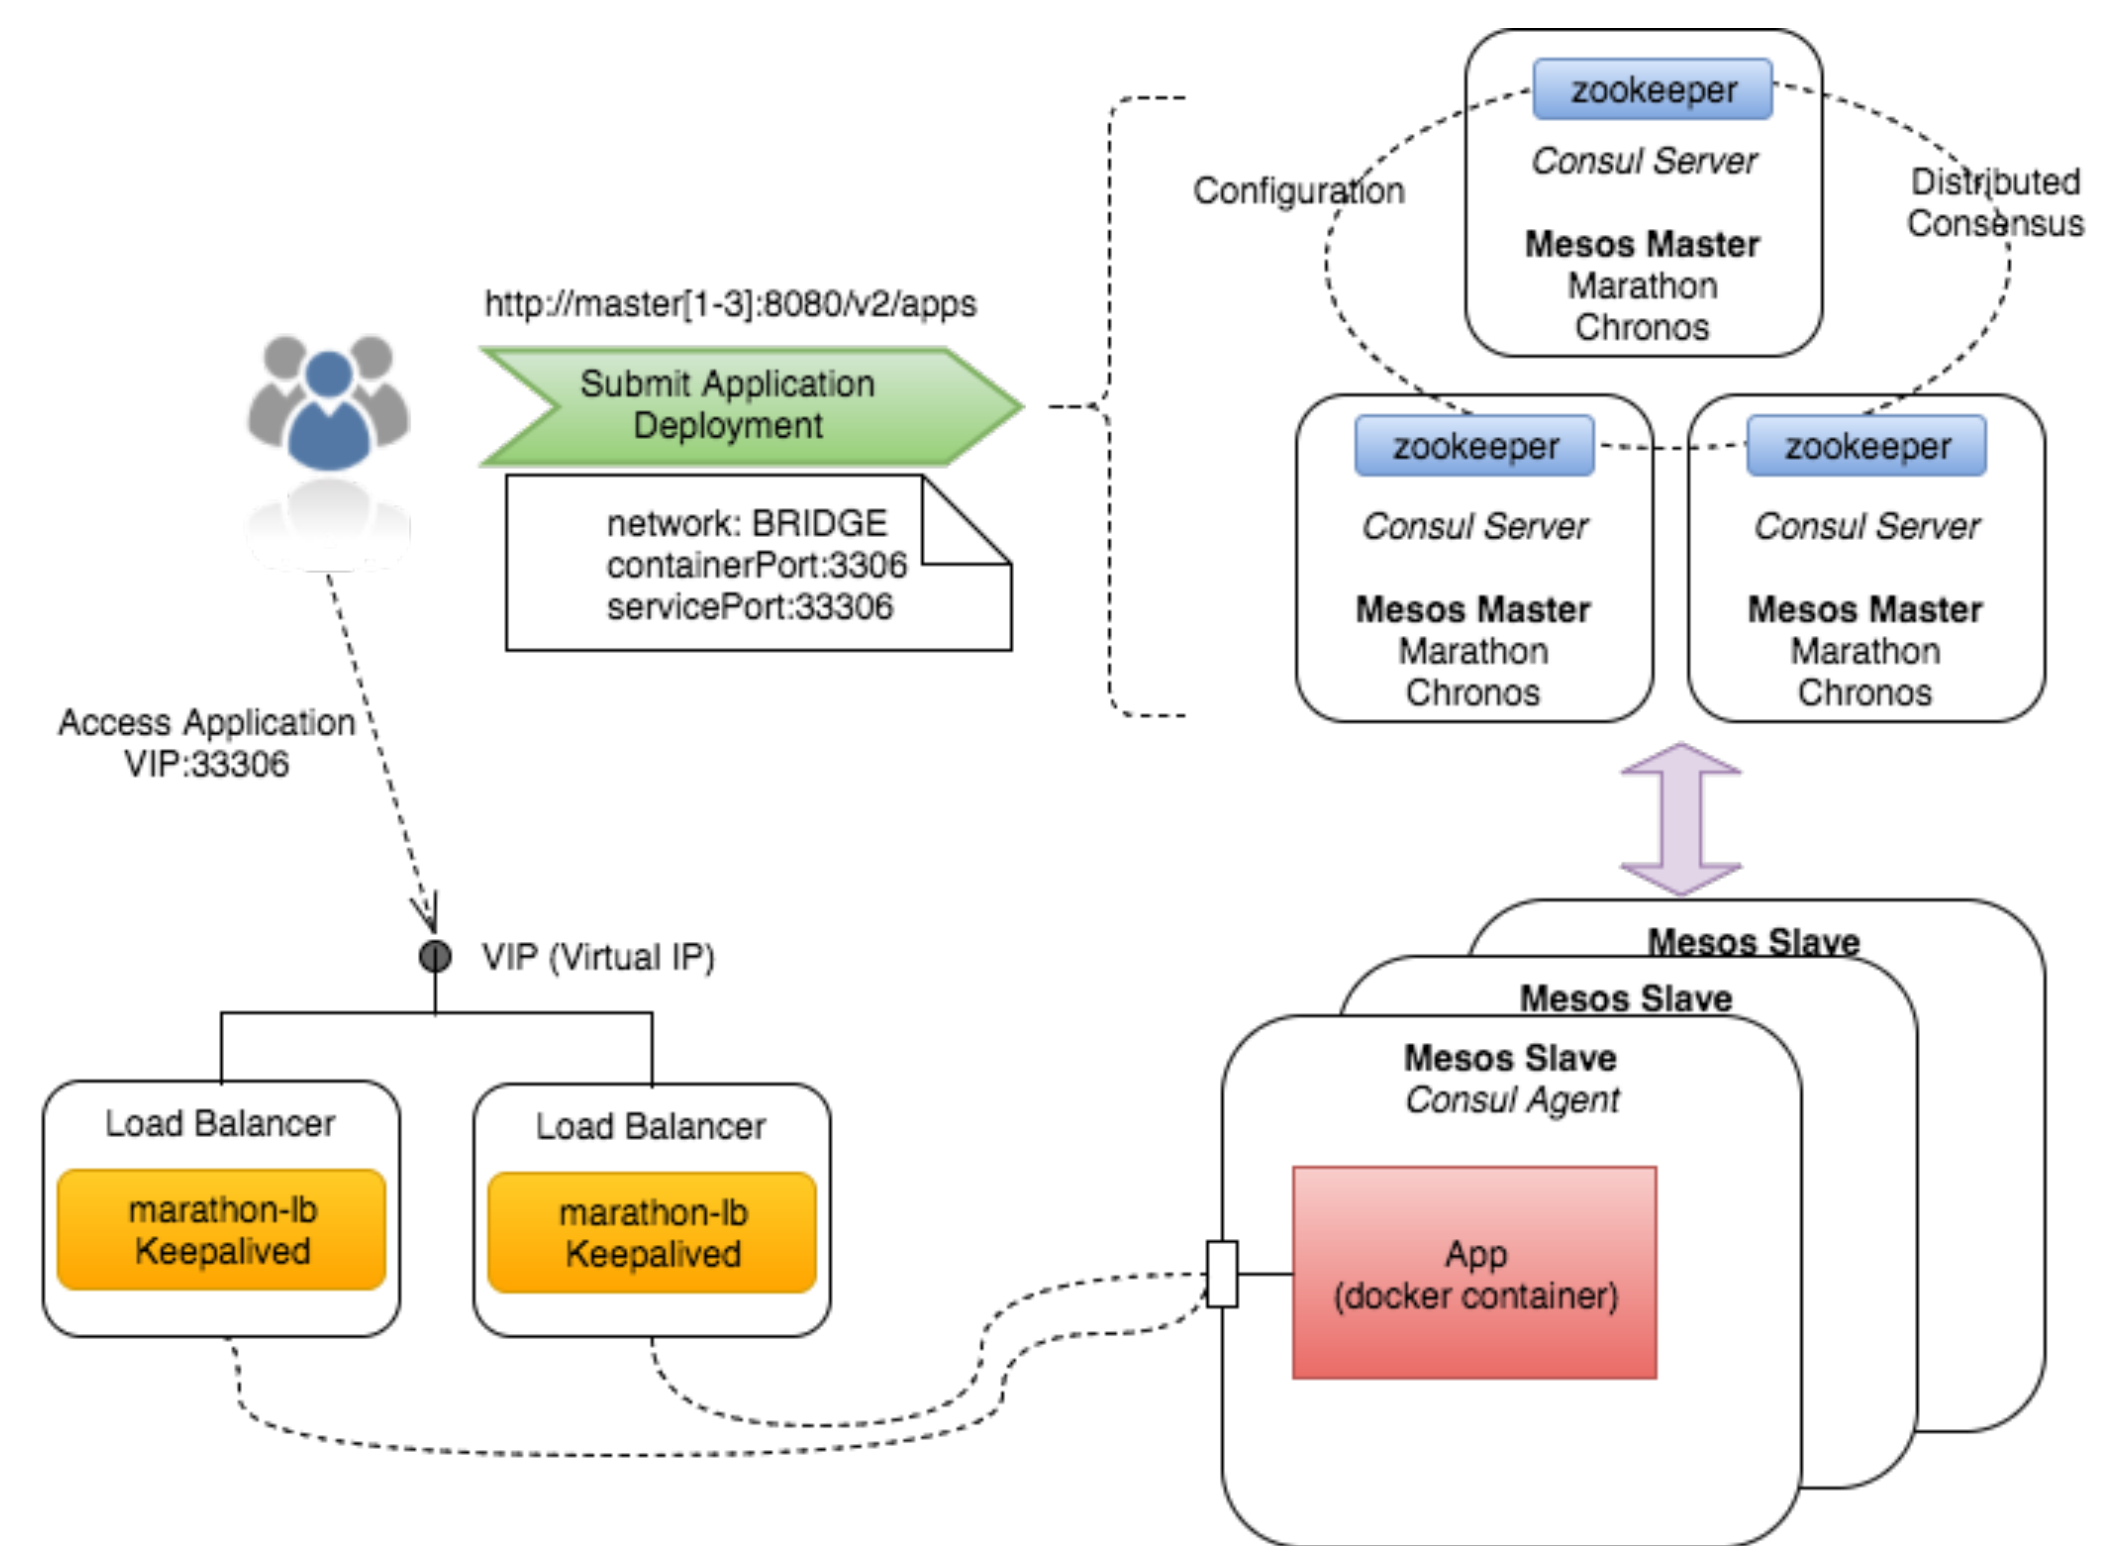 zookeeper
Consul Server
Mesos Master
Marathon
Chronos
Configuration
Distributed
Consensus
http://master[1-3]:8080/v2/apps
Submit Application
Deployment
network: BRIDGE
containerPort:3306
servicePort:33306
zookeeper
Consul Server
Mesos Master
Marathon
Chronos
zookeeper
Consul Server
Mesos Master
Marathon
Chronos
Access Application
VIP:33306
VIP (Virtual IP)
Load Balancer
marathon-lb
Keepalived
Load Balancer
marathon-lb
Keepalived
Mesos Slave
Mesos Slave
Mesos Slave
Consul Agent
App
(docker container)